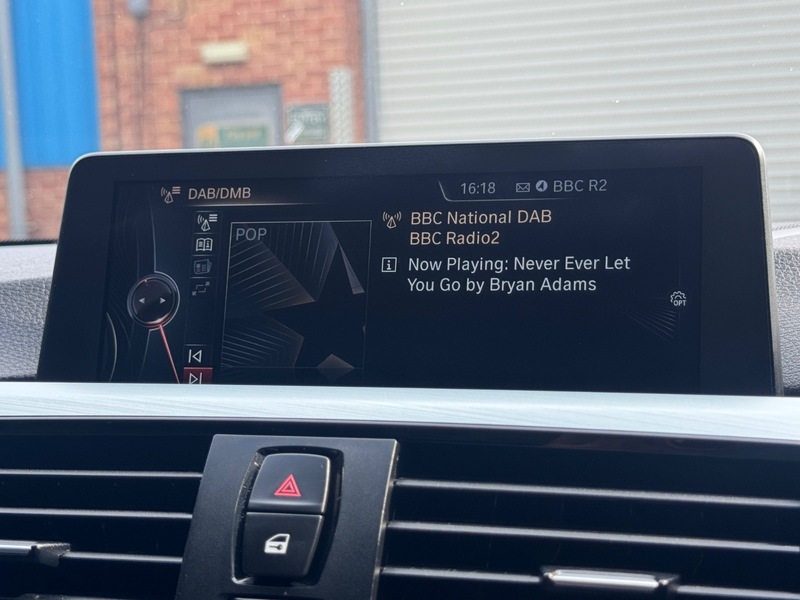 DAB/DMB
16:18
BBC R2
POP
BBC National DAB
BBC Radio2
Now Playing: Never Ever Let
You Go by Bryan Adams
OPT